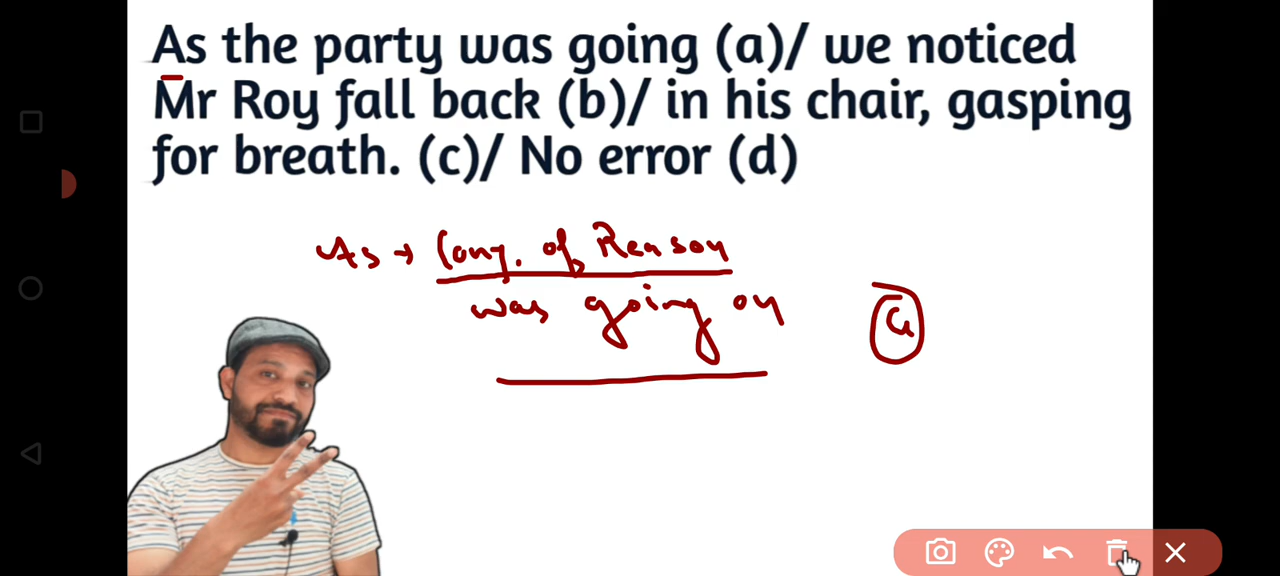 As the party was going (a)/ we noticed
Mr Roy fall back (b)/ in his chair, gasping
for breath. (c)/ No error (d)
As → Conj. of Reason
was going on
a